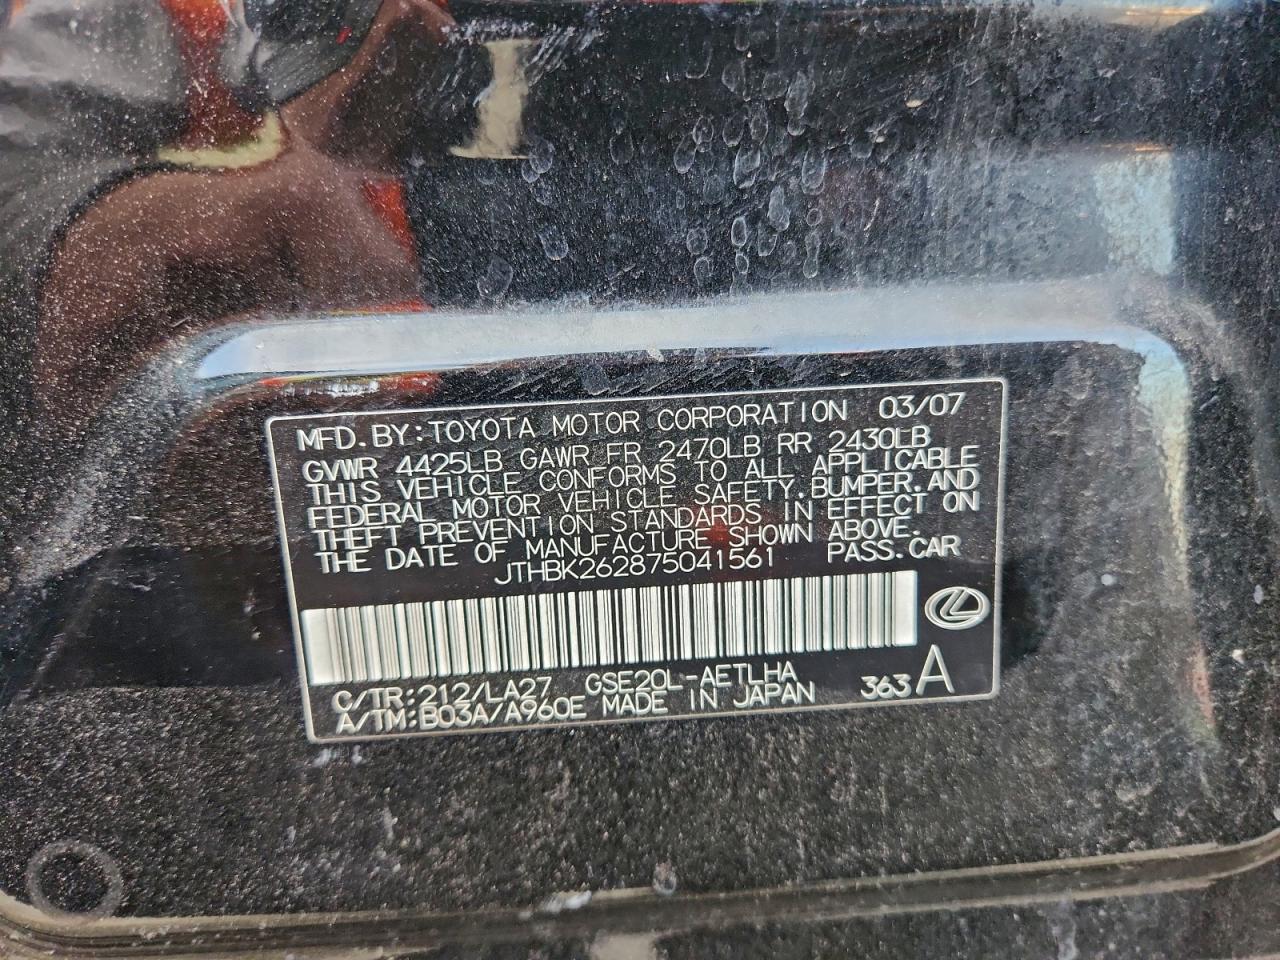 MFD.BY:TOYOTA MOTOR CORPORATION 03/07
GVWR 4425LB GAWR FR 2470LB RR 2430LB
THIS VEHICLE CONFORMS TO ALL APPLICABLE
FEDERAL MOTOR VEHICLE SAFETY.BUMPER.AND
THEFT PREVENTION STANDARDS IN EFFECT ON
THE DATE OF MANUFACTURE SHOWN ABOVE.
JTHBK262875041561 PASS.CAR
C/TR:212/LA27 GSE20L-AETLHA
A/TM:B03A/A960E MADE IN JAPAN 363 A